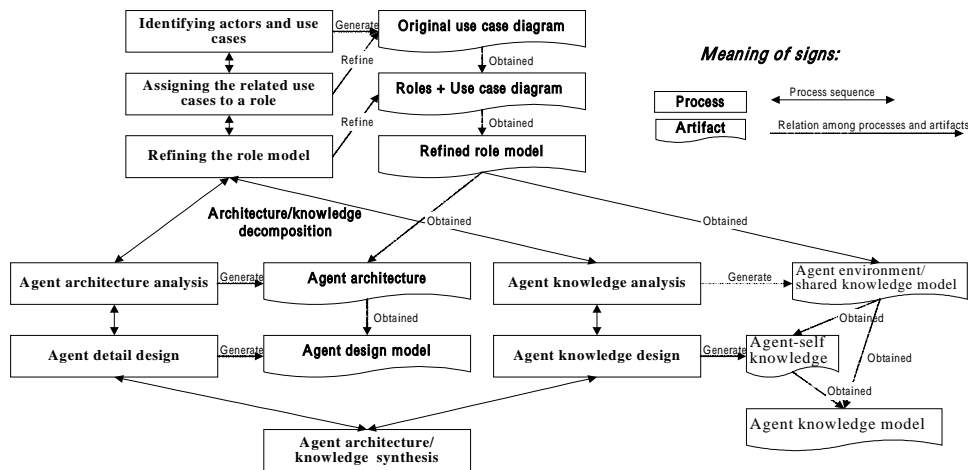 Identifying actors and use
cases
Generate
Original use case diagram
Refine
Obtained
Meaning of signs:
Assigning the related use
cases to a role
Roles + Use case diagram
Process
Process sequence
Refine
Obtained
Artifact
Relation among processes and artifacts
Refining the role model
Refined role model
Architecture/knowledge
decomposition
Obtained
Obtained
Agent architecture analysis
Generate
Agent architecture
Agent knowledge analysis
Generate
Agent environment/
shared knowledge model
Obtained
Obtained
Agent detail design
Generate
Agent design model
Agent knowledge design
Generate
Agent-self
knowledge
Obtained
Obtained
Agent architecture/
knowledge synthesis
Agent knowledge model